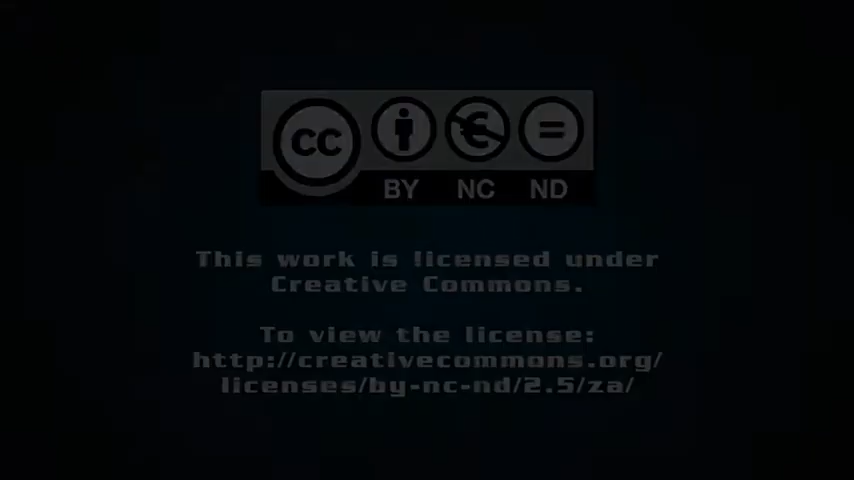 CC
BY NC ND
This work is licensed under
Creative Commons.
To view the license:
http://creativecommons.org/
licenses/by-nc-nd/2.5/za/